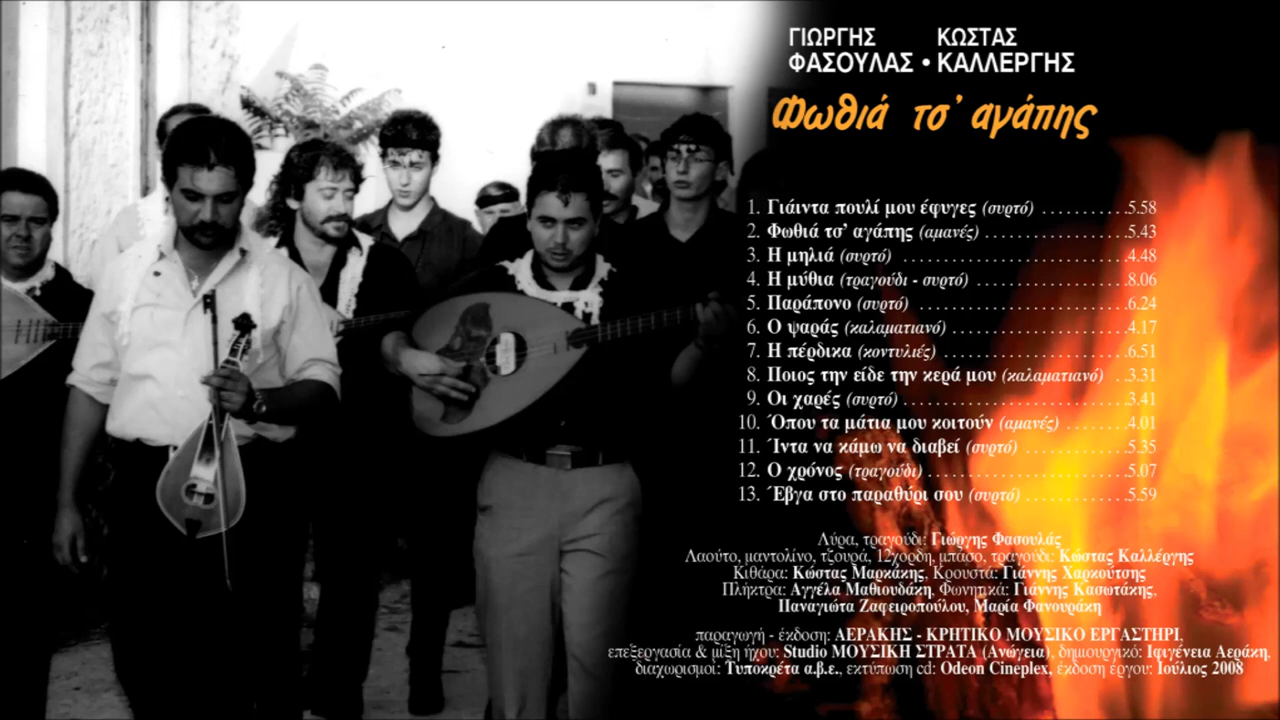 ΓΙΩΡΓΗΣ ΦΑΣΟΥΛΑΣ • ΚΩΣΤΑΣ ΚΑΛΛΕΡΓΗΣ
Φωθιά τσ' αγάπης
1. Γιάιντα πουλί μου έφυγες (συρτό) ...........5.58
2. Φωθιά τσ' αγάπης (αμανές) ..................5.43
3. Η μηλιά (συρτό) ............................4.48
4. Η μύθια (τραγούδι - συρτό) ....................8.06
5. Παράπονο (συρτό) ..........................6.24
6. Ο ψαράς (καλαματιανό) ......................4.17
7. Η πέρδικα (κοντυλιές) .......................6.51
8. Ποιος την είδε την κερά μου (καλαματιανό) ..3.31
9. Οι χαρές (συρτό) ............................3.41
10. Όπου τα μάτια μου κοιτούν (αμανές) ........4.01
11. Ίντα να κάμω να διαβεί (συρτό) ..............5.35
12. Ο χρόνος (τραγούδι) .........................5.07
13. Έβγα στο παραθύρι σου (συρτό) .............5.59
Λύρα, τραγούδι: Γιώργης Φασουλάς
Λαούτο, μαντολίνο, τζουρά, 12χορδη, μπάσο, τραγούδι: Κώστας Καλλέργης
Κιθάρα: Κώστας Μαρκάκης, Κρουστά: Γιάννης Χαρκούτσης
Πλήκτρα: Αγγέλα Μαθιουδάκη, Φωνητικά: Γιάννης Κασωτάκης,
Παναγιώτα Ζαφειροπούλου, Μαρία Φανουράκη
παραγωγή - έκδοση: ΑΕΡΑΚΗΣ - ΚΡΗΤΙΚΟ ΜΟΥΣΙΚΟ ΕΡΓΑΣΤΗΡΙ,
επεξεργασία & μίξη ήχου: Studio ΜΟΥΣΙΚΗ ΣΤΡΑΤΑ (Ανώγεια), δημιουργικό: Ιφιγένεια Αεράκη,
διαχωρισμοί: Τυποκρέτα α.β.ε., εκτύπωση cd: Odeon Cineplex, έκδοση έργου: Ιούλιος 2008